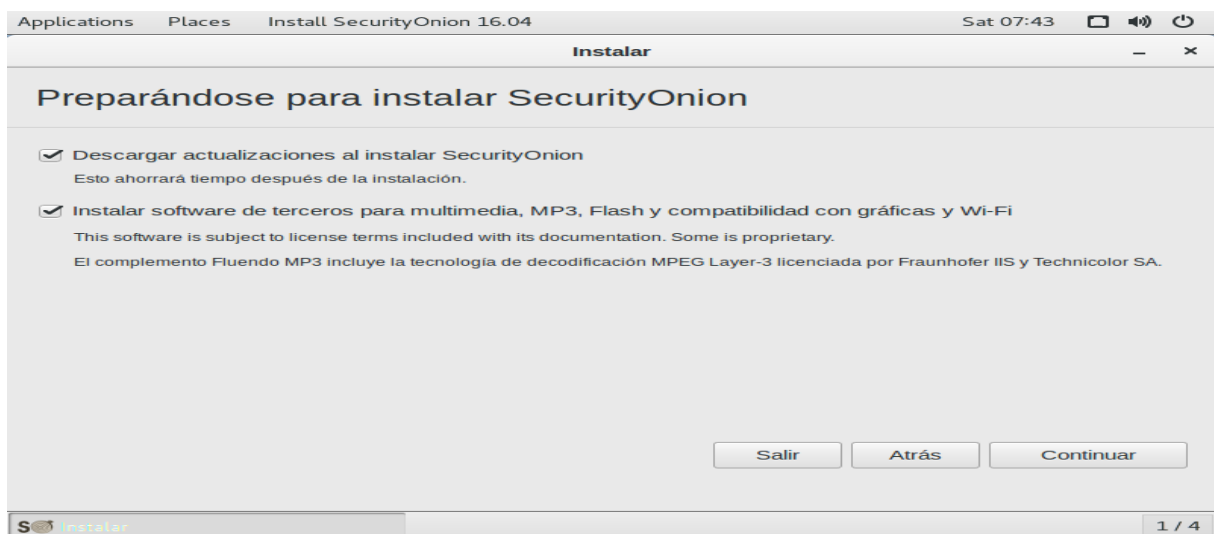 Applications Places Install SecurityOnion 16.04 Sat 07:43
Instalar
Preparándose para instalar SecurityOnion
Descargar actualizaciones al instalar SecurityOnion
Esto ahorrará tiempo después de la instalación.
Instalar software de terceros para multimedia, MP3, Flash y compatibilidad con gráficas y Wi-Fi
This software is subject to license terms included with its documentation. Some is proprietary.
El complemento Fluendo MP3 incluye la tecnología de decodificación MPEG Layer-3 licenciada por Fraunhofer IIS y Technicolor SA.
Salir Atrás Continuar
Instalar 1 / 4